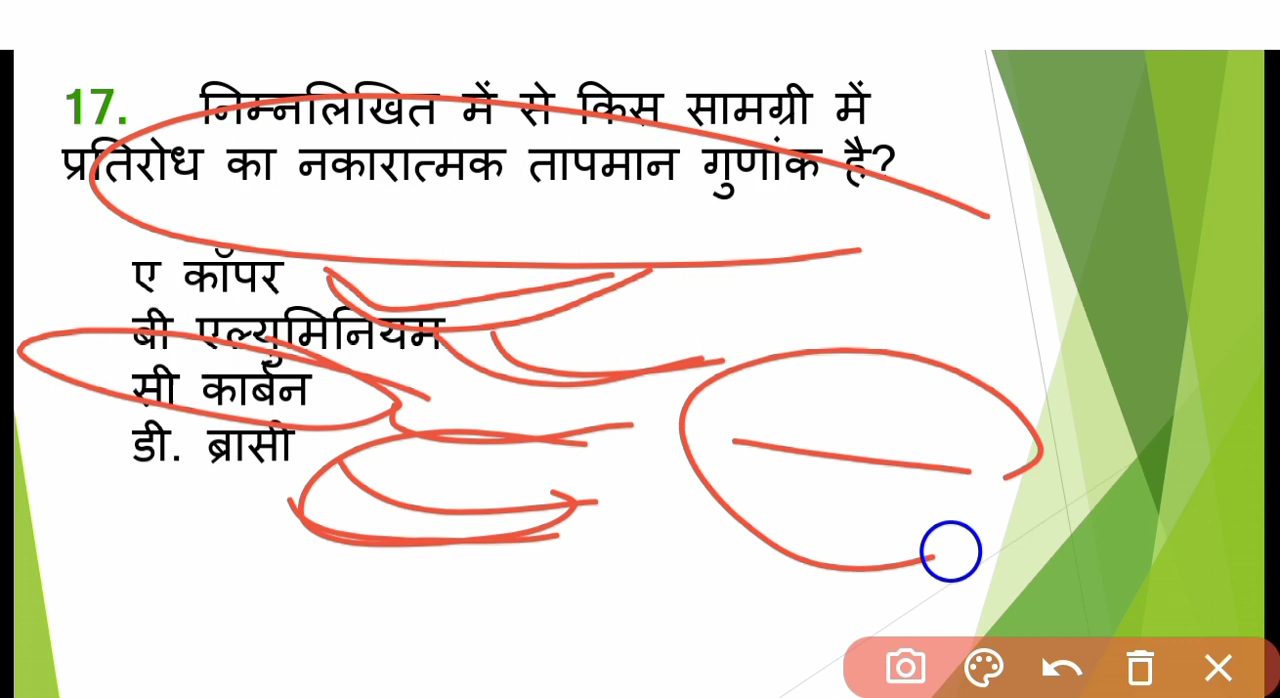 17. निम्नलिखित में से किस सामग्री में
प्रतिरोध का नकारात्मक तापमान गुणांक है?
ए कॉपर
बी एल्युमिनियम
सी कार्बन
डी. ब्रासी